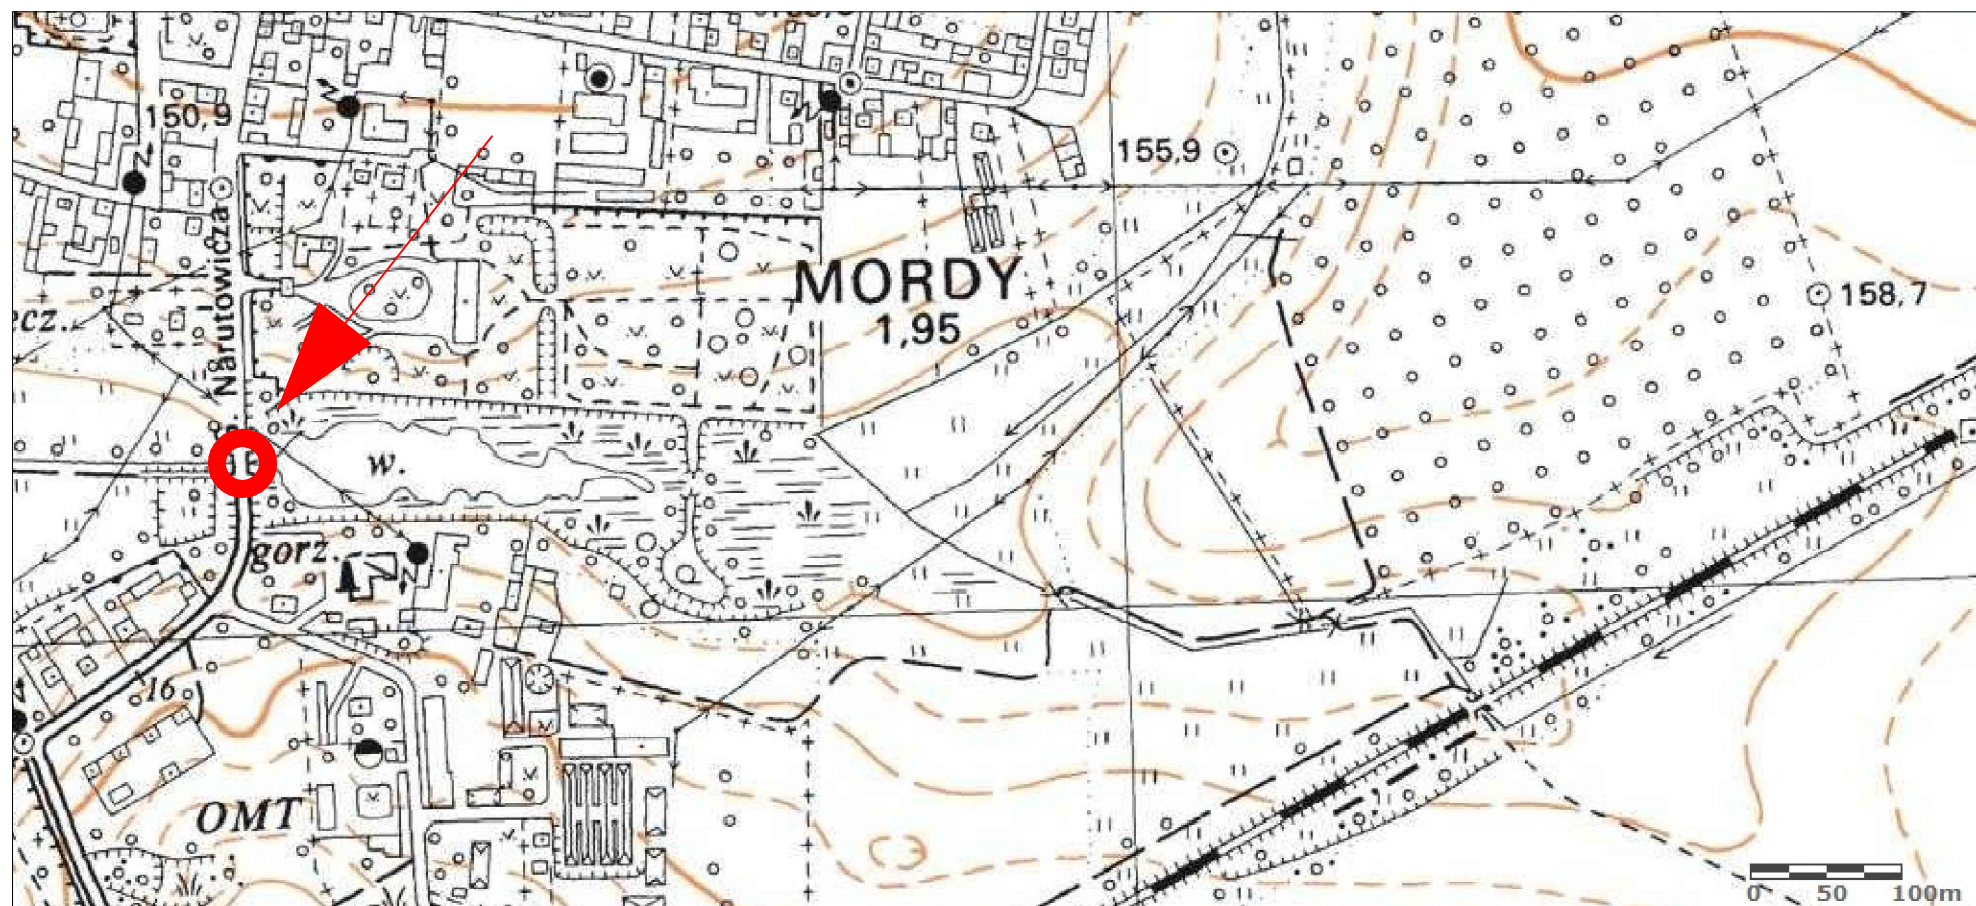 150,9
155,9
Narutowicza
MORDY
1,95
158,7
ecz.
w.
gorz.
16
OMT
0 50 100m